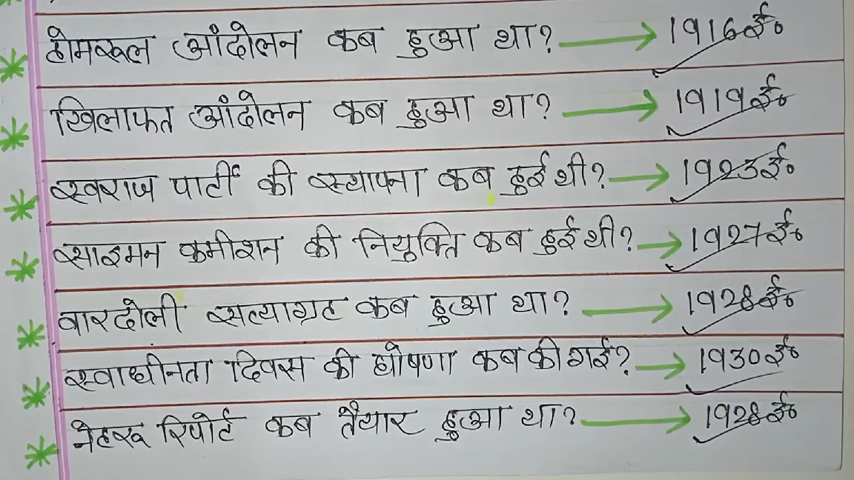 होमरूल आंदोलन कब हुआ था? → 1916ई०
खिलाफत आंदोलन कब हुआ था? → 1919ई०
स्वराज पार्टी की स्थापना कब हुई थी? → 1923ई०
साइमन कमीशन की नियुक्ति कब हुई थी? → 1927ई०
बारदोली सत्याग्रह कब हुआ था? → 1928ई०
स्वाधीनता दिवस की घोषणा कब की गई? → 1930ई०
नेहरू रिपोर्ट कब तैयार हुआ था? → 1928ई०